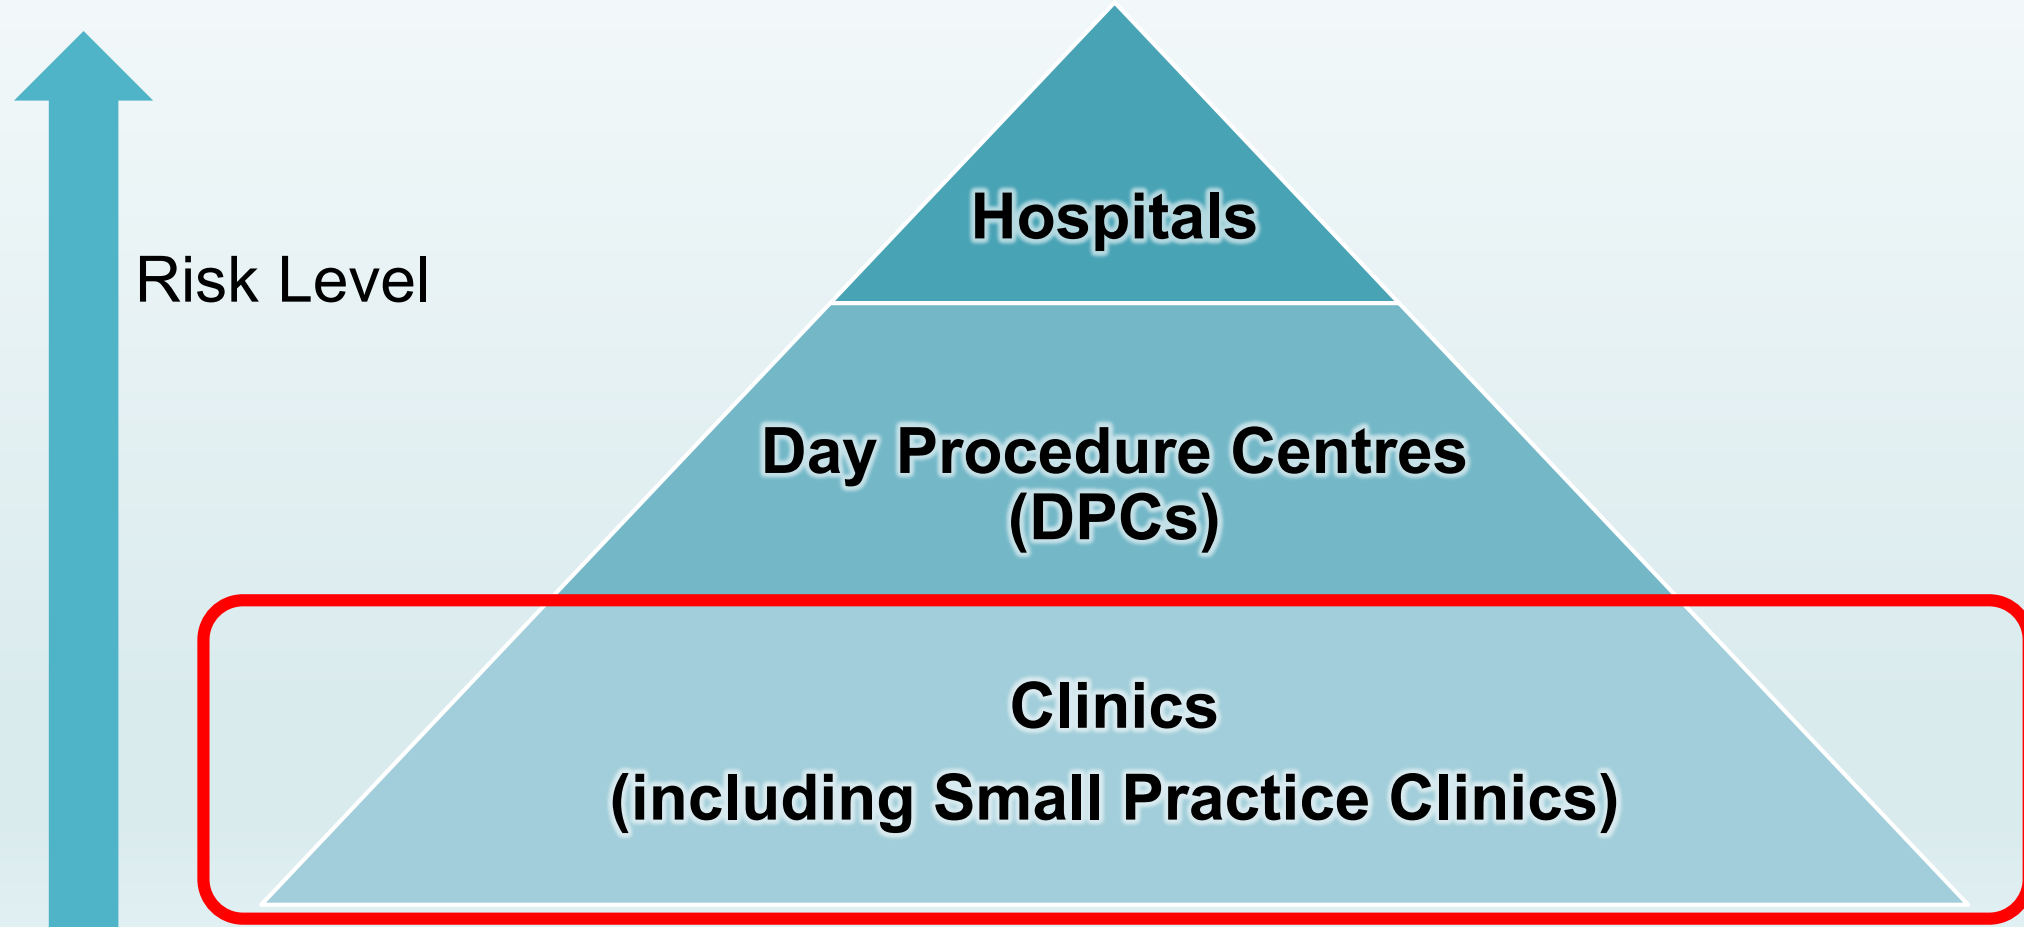 Hospitals
Risk Level
Day Procedure Centres
(DPCs)
Clinics
(including Small Practice Clinics)